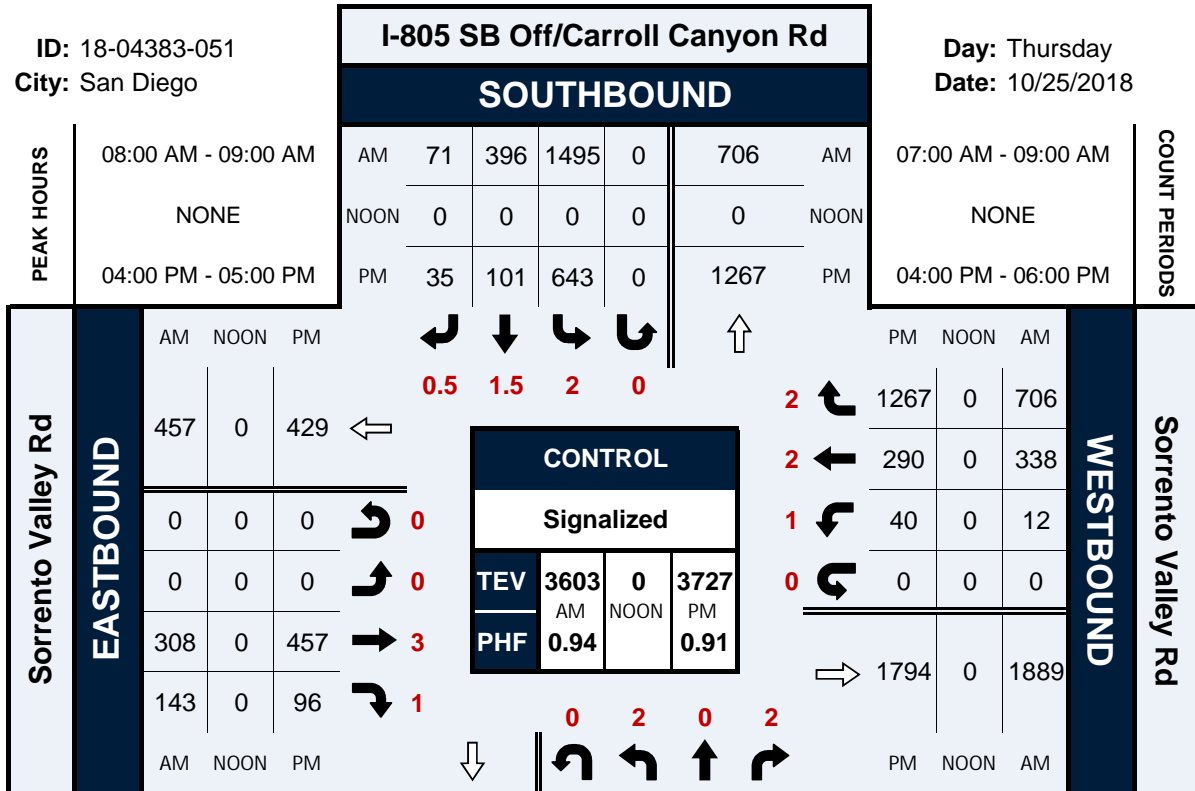 I-805 SB Off/Carroll Canyon Rd
ID: 18-04383-051
City: San Diego
Day: Thursday
Date: 10/25/2018
SOUTHBOUND
PEAK HOURS
08:00 AM - 09:00 AM
NONE
04:00 PM - 05:00 PM
AM 71 396 1495 0 706 AM
NOON 0 0 0 0 0 NOON
PM 35 101 643 0 1267 PM
07:00 AM - 09:00 AM
NONE
04:00 PM - 06:00 PM
COUNT PERIODS
0.5 1.5 2 0
Sorrento Valley Rd
EASTBOUND
AM NOON PM
457 0 429
0 0 0 0
0 0 0 0
308 0 457 3
143 0 96 1
AM NOON PM
CONTROL
Signalized
TEV 3603 0 3727
AM NOON PM
PHF 0.94 0.91
PM NOON AM
2 1267 0 706
2 290 0 338
1 40 0 12
0 0 0 0
1794 0 1889
PM NOON AM
WESTBOUND
Sorrento Valley Rd
0 2 0 2